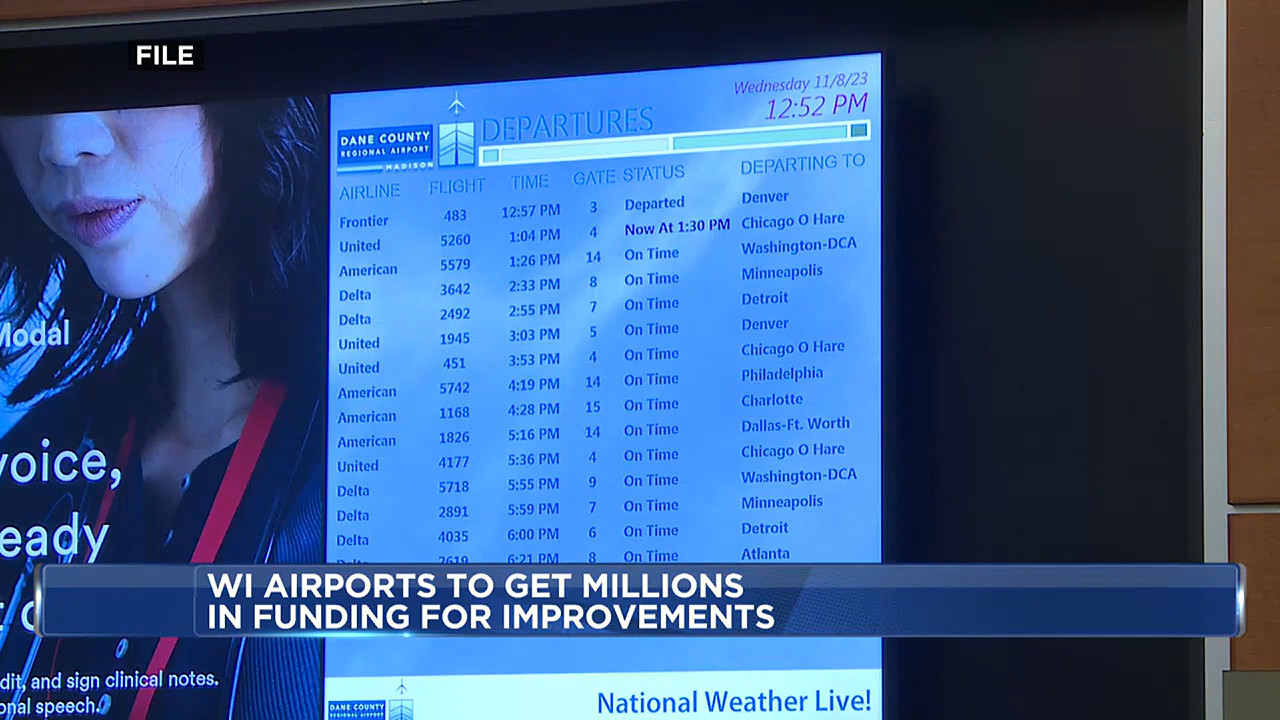 FILE
Modal
voice,
eady
dit, and sign clinical notes.
onal speech.
Wednesday 11/8/23
12:52 PM
DANE COUNTY
REGIONAL AIRPORT
MADISON
DEPARTURES
AIRLINE FLIGHT TIME GATE STATUS DEPARTING TO
Frontier 483 12:57 PM 3 Departed Denver
United 5260 1:04 PM 4 Now At 1:30 PM Chicago O Hare
American 5579 1:26 PM 14 On Time Washington-DCA
Delta 3642 2:33 PM 8 On Time Minneapolis
Delta 2492 2:55 PM 7 On Time Detroit
United 1945 3:03 PM 5 On Time Denver
United 451 3:53 PM 4 On Time Chicago O Hare
American 5742 4:19 PM 14 On Time Philadelphia
American 1168 4:28 PM 15 On Time Charlotte
American 1826 5:16 PM 14 On Time Dallas-Ft. Worth
United 4177 5:36 PM 4 On Time Chicago O Hare
Delta 5718 5:55 PM 9 On Time Washington-DCA
Delta 2891 5:59 PM 7 On Time Minneapolis
Delta 4035 6:00 PM 6 On Time Detroit
Delta 2619 6:21 PM 8 On Time Atlanta
WI AIRPORTS TO GET MILLIONS
IN FUNDING FOR IMPROVEMENTS
DANE COUNTY
REGIONAL AIRPORT
National Weather Live!